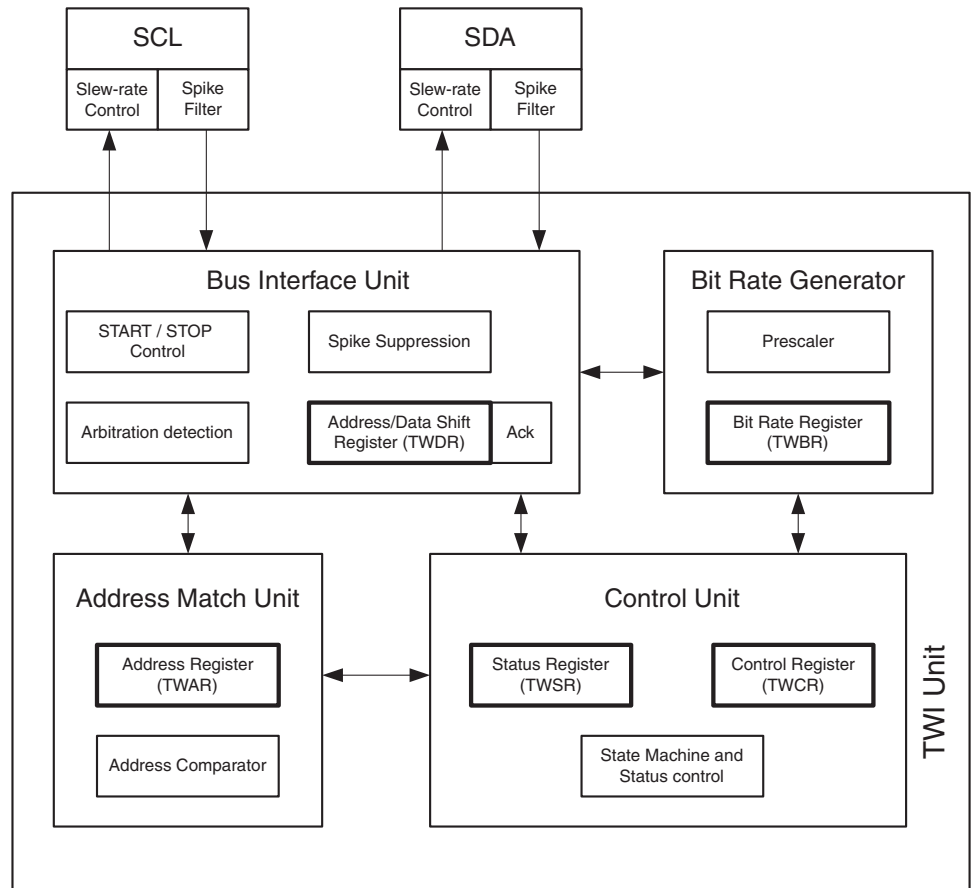 SCL
SDA
Slew-rate
Control
Spike
Filter
Slew-rate
Control
Spike
Filter
Bus Interface Unit
START / STOP
Control
Spike Suppression
Arbitration detection
Address/Data Shift
Register (TWDR)
Ack
Bit Rate Generator
Prescaler
Bit Rate Register
(TWBR)
Address Match Unit
Address Register
(TWAR)
Address Comparator
Control Unit
Status Register
(TWSR)
Control Register
(TWCR)
State Machine and
Status control
TWI Unit